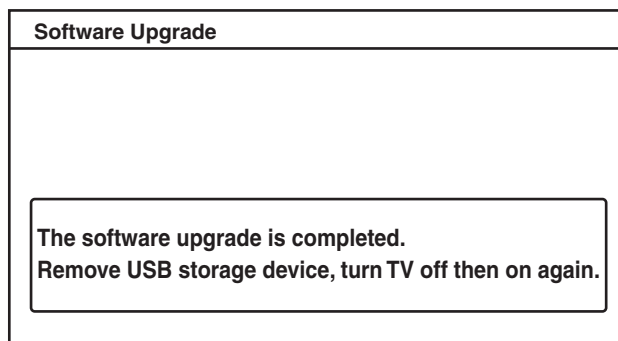 Software Upgrade
The software upgrade is completed.
Remove USB storage device, turn TV off then on again.